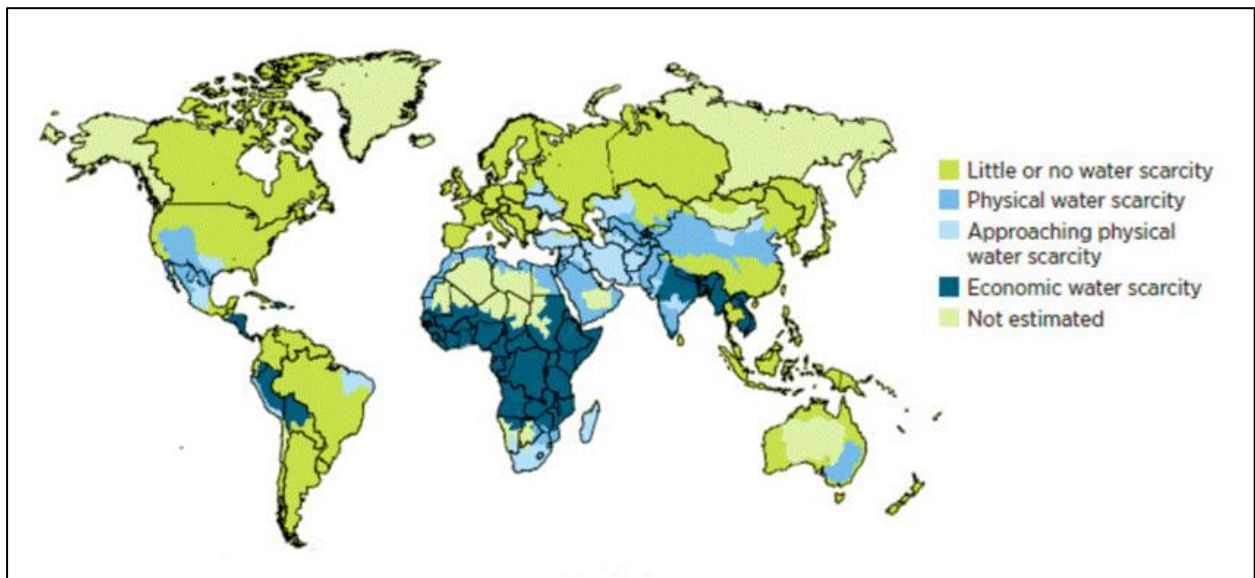 Little or no water scarcity
Physical water scarcity
Approaching physical
water scarcity
Economic water scarcity
Not estimated